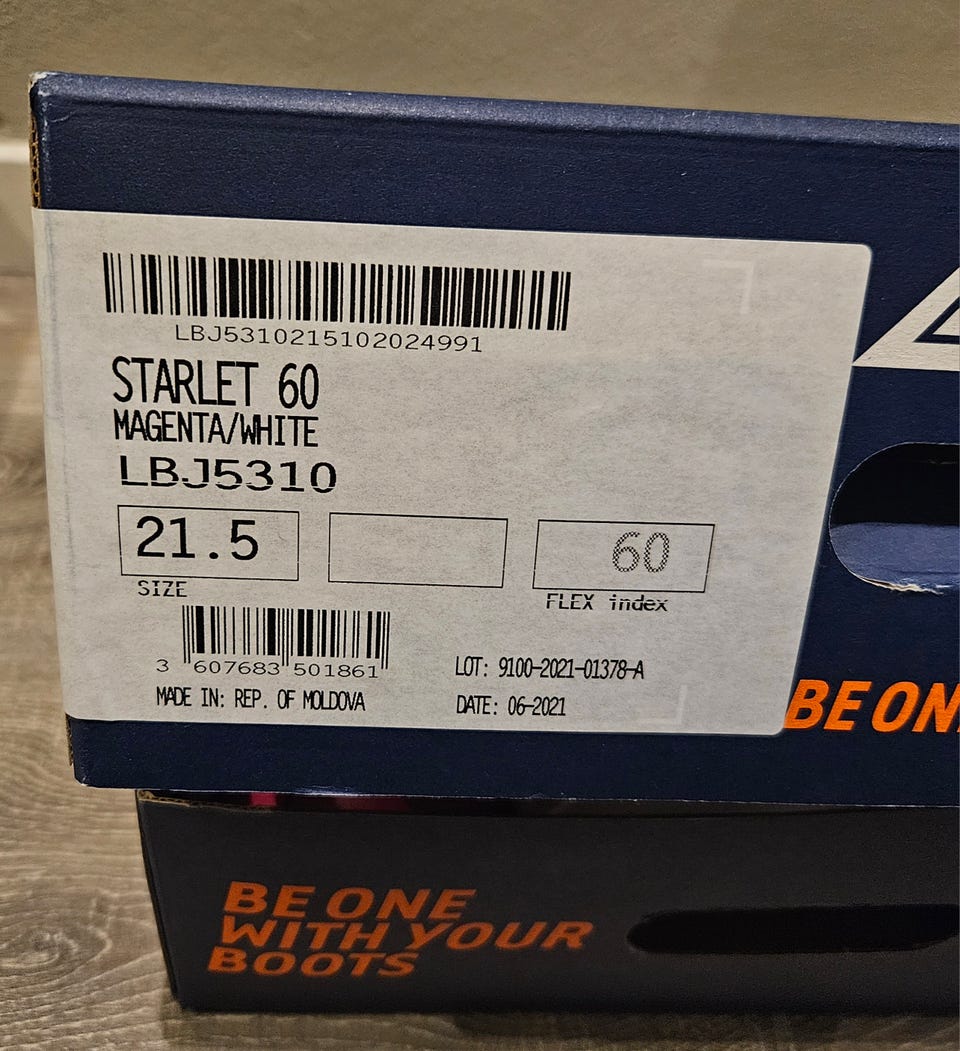 LBJ5310215102024991
STARLET 60
MAGENTA/WHITE
LBJ5310
21.5
60
SIZE
FLEX index
3 607683 501861
LOT: 9100-2021-01378-A
MADE IN: REP. OF MOLDOVA
DATE: 06-2021
BE ON
BE ONE
WITH YOUR
BOOTS